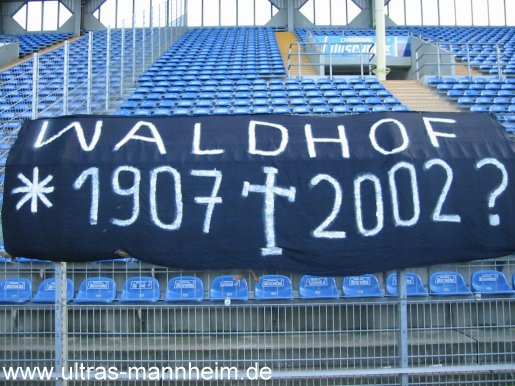 WALDHOF
* 1907 † 2002 ?
www.ultras-mannheim.de